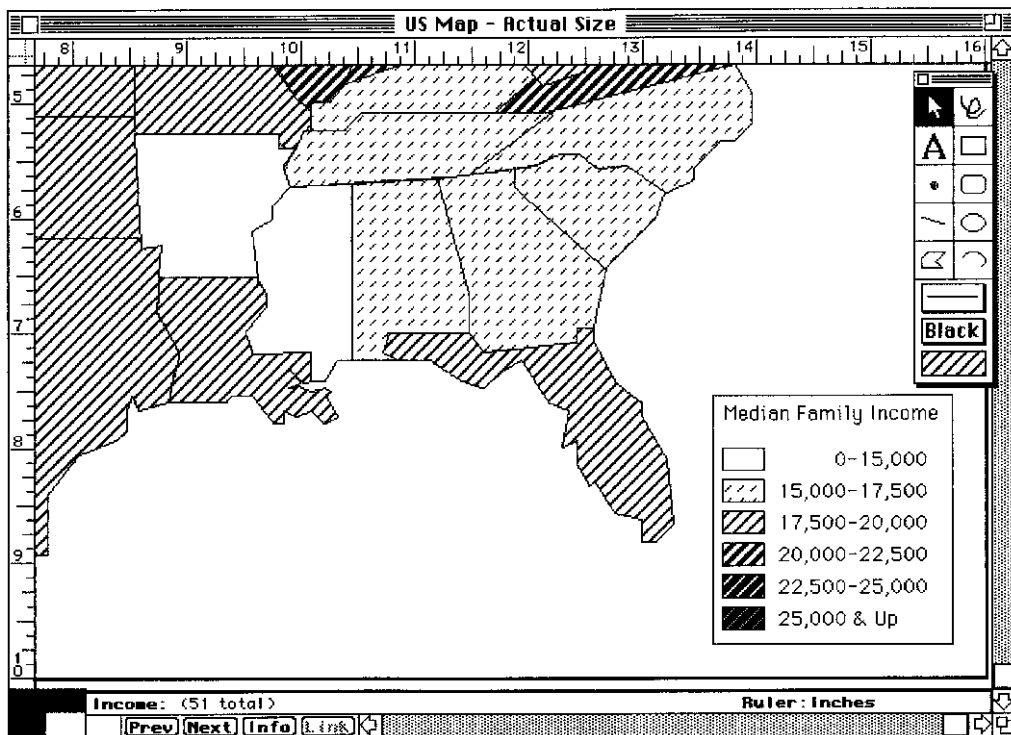 US Map - Actual Size
8 9 10 11 12 13 14 15 16
5
6
7
8
9
10
A
Black
Median Family Income
0-15,000
15,000-17,500
17,500-20,000
20,000-22,500
22,500-25,000
25,000 & Up
Income: (51 total) Ruler: Inches
Prev Next Info Link